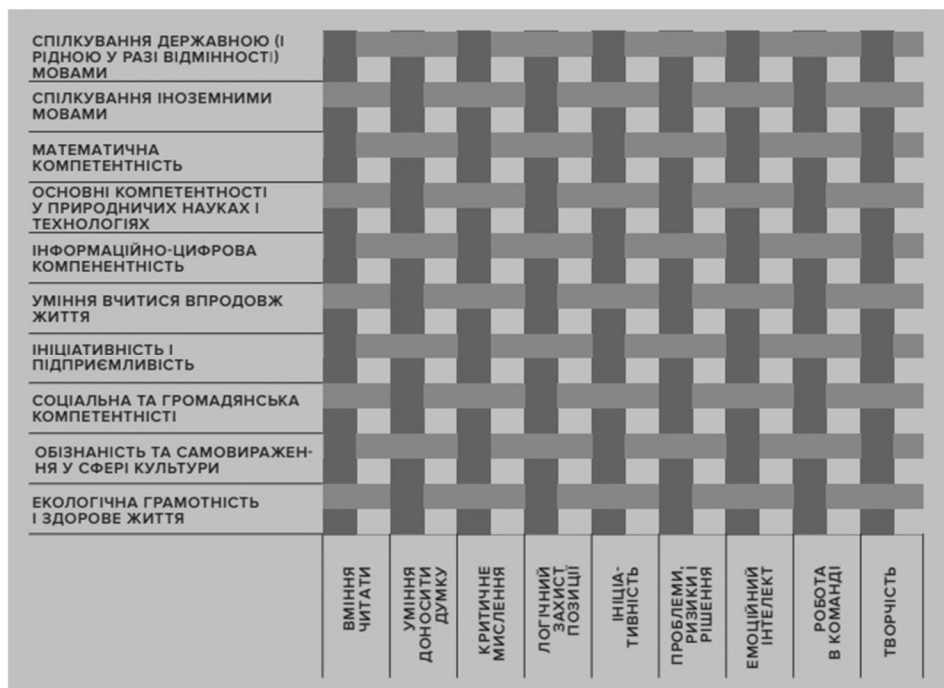 СПІЛКУВАННЯ ДЕРЖАВНОЮ (І
РІДНОЮ У РАЗІ ВІДМІННОСТІ)
МОВАМИ
СПІЛКУВАННЯ ІНОЗЕМНИМИ
МОВАМИ
МАТЕМАТИЧНА
КОМПЕТЕНТНІСТЬ
ОСНОВНІ КОМПЕТЕНТНОСТІ
У ПРИРОДНИЧИХ НАУКАХ І
ТЕХНОЛОГІЯХ
ІНФОРМАЦІЙНО-ЦИФРОВА
КОМПЕНЕНТНІСТЬ
УМІННЯ ВЧИТИСЯ ВПРОДОВЖ
ЖИТТЯ
ІНІЦІАТИВНІСТЬ І
ПІДПРИЄМЛИВІСТЬ
СОЦІАЛЬНА ТА ГРОМАДЯНСЬКА
КОМПЕТЕНТНІСТІ
ОБІЗНАНІСТЬ ТА САМОВИРАЖЕН-
НЯ У СФЕРІ КУЛЬТУРИ
ЕКОЛОГІЧНА ГРАМОТНІСТЬ
І ЗДОРОВЕ ЖИТТЯ
ВМІННЯ
ЧИТАТИ
УМІННЯ
ДОНОСИТИ
ДУМКУ
КРИТИЧНЕ
МИСЛЕННЯ
ЛОГІЧНИЙ
ЗАХИСТ
ПОЗИЦІЇ
ІНІЦІА-
ТИВНІСТЬ
ПРОБЛЕМИ,
РИЗИКИ І
РІШЕННЯ
ЕМОЦІЙНИЙ
ІНТЕЛЕКТ
РОБОТА
В КОМАНДІ
ТВОРЧІСТЬ